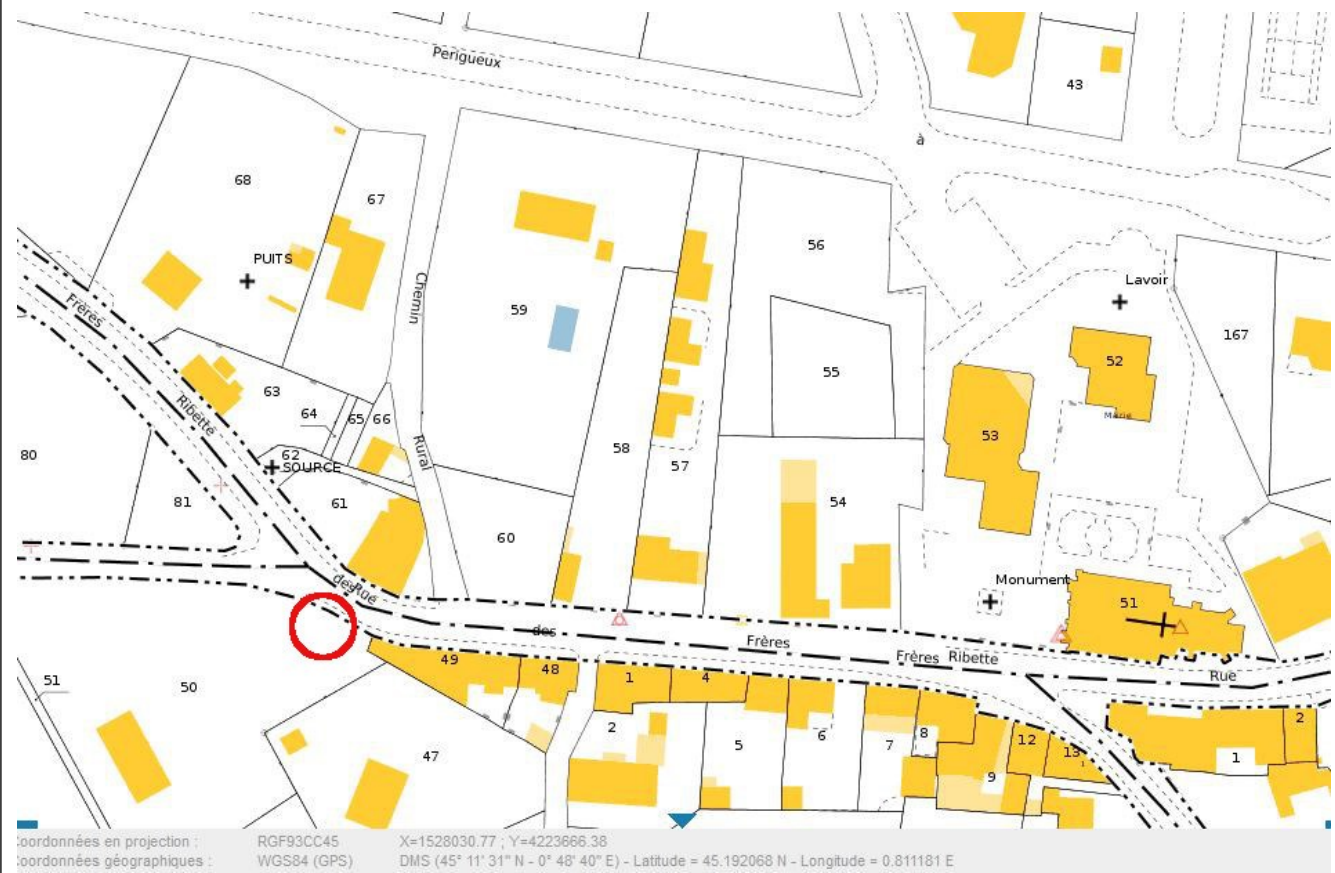 Perigueux
43
à
68
67
56
PUITS
Lavoir
Chemin
59
Frères
167
52
55
63
Mairie
64
65
66
Ribette
53
Rural
58
57
80
62
SOURCE
81
61
54
60
Monument
des
Rue
51
des
Frères
Frères Ribette
49
48
1
4
Rue
51
50
2
47
2
5
6
7
8
12
13
1
9
1
Coordonnées en projection : RGF93CC45 X=1528030.77 ; Y=4223666.38
Coordonnées géographiques : WGS84 (GPS) DMS (45° 11' 31" N - 0° 48' 40" E) - Latitude = 45.192068 N - Longitude = 0.811181 E